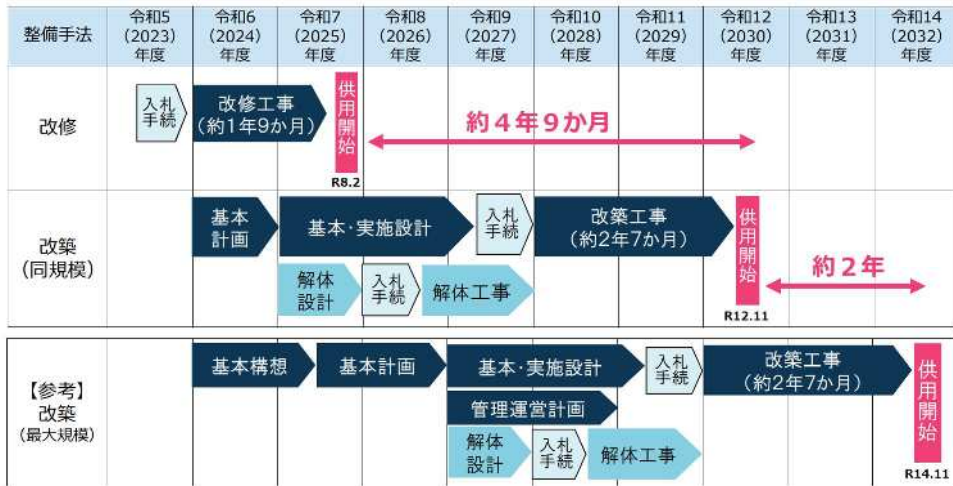 整備手法
令和5
(2023)
年度
令和6
(2024)
年度
令和7
(2025)
年度
令和8
(2026)
年度
令和9
(2027)
年度
令和10
(2028)
年度
令和11
(2029)
年度
令和12
(2030)
年度
令和13
(2031)
年度
令和14
(2032)
年度
改修
入札
手続
改修工事
(約1年9か月)
供用開始
R8.2
約4年9か月
改築
(同規模)
基本
計画
基本・実施設計
入札
手続
改築工事
(約2年7か月)
供用開始
R12.11
約2年
解体
設計
入札
手続
解体工事
【参考】
改築
(最大規模)
基本構想
基本計画
基本・実施設計
入札
手続
改築工事
(約2年7か月)
供用開始
R14.11
管理運営計画
解体
設計
入札
手続
解体工事